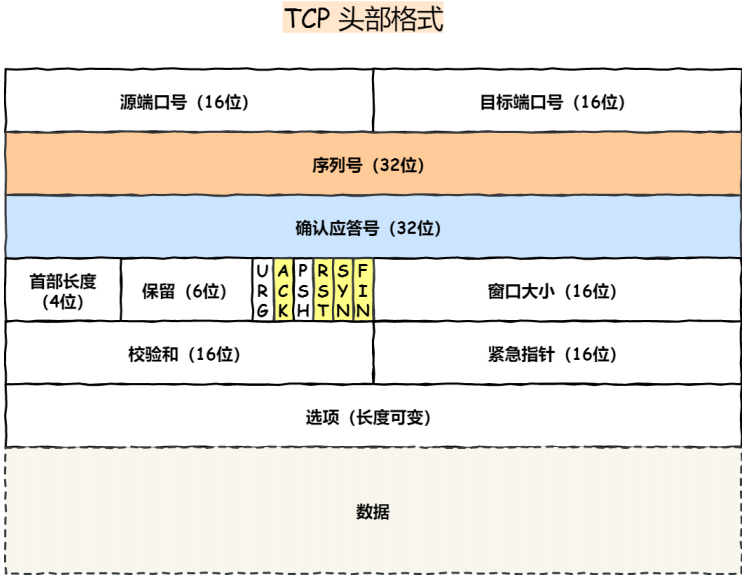 TCP 头部格式
源端口号（16位）
目标端口号（16位）
序列号（32位）
确认应答号（32位）
首部长度
（4位）
保留（6位）
URG
ACK
PSH
RST
SYN
FIN
窗口大小（16位）
校验和（16位）
紧急指针（16位）
选项（长度可变）
数据